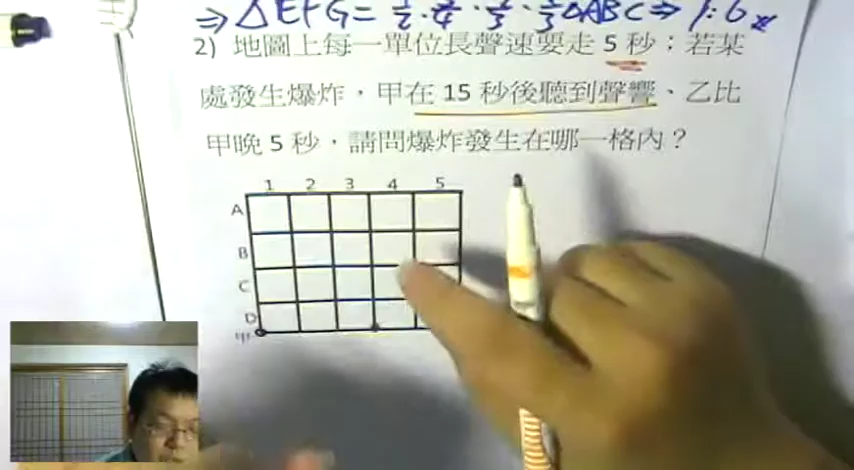 ⇒△EFG=1/2·2/4·1/3·1/3△ABC⇒1:6
2) 地圖上每一單位長聲速要走 5 秒；若某
處發生爆炸，甲在 15 秒後聽到聲響、乙比
甲晚 5 秒，請問爆炸發生在哪一格內？
1 2 3 4 5
A
B
C
D
甲